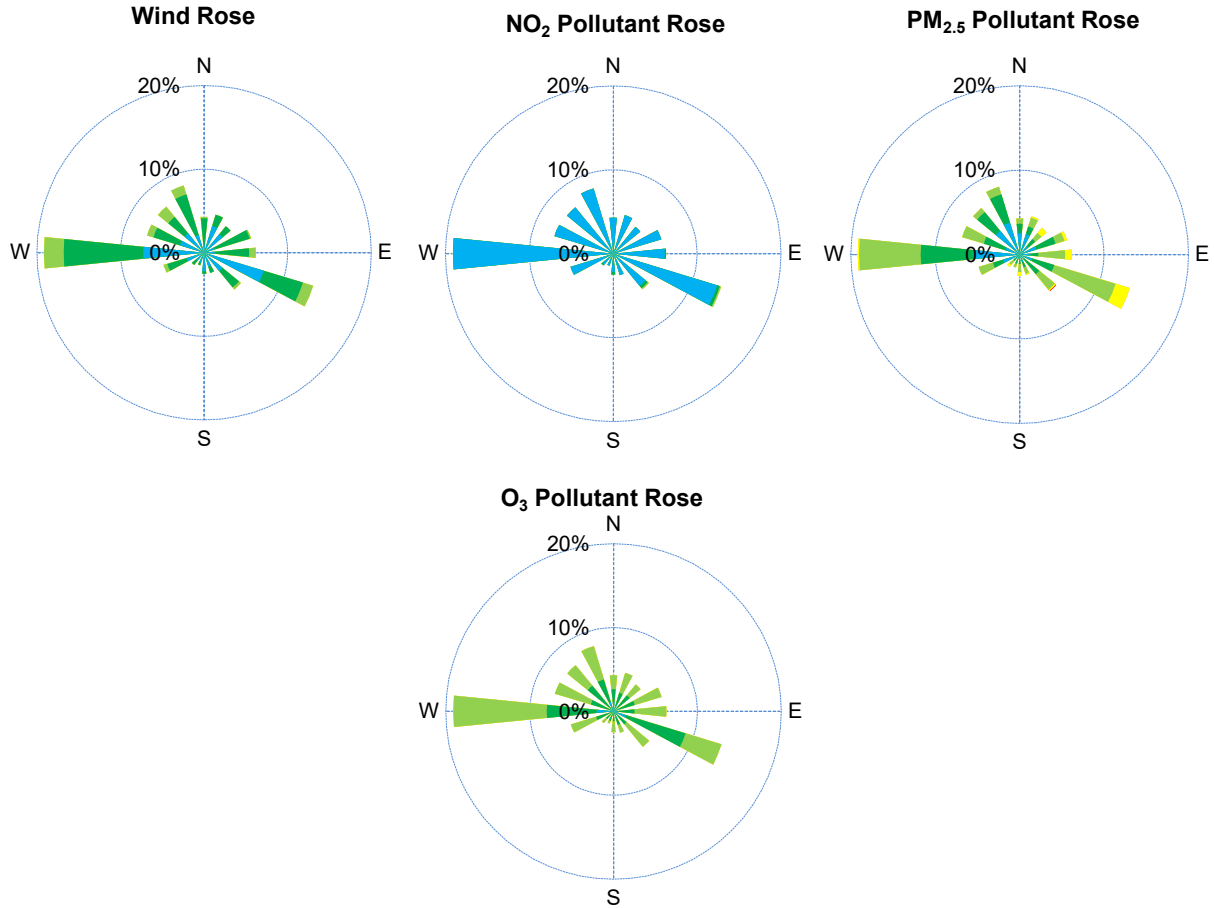 Wind Rose
N
20%
10%
W
0%
E
S
NO₂ Pollutant Rose
N
20%
10%
W
0%
E
S
PM₂.₅ Pollutant Rose
N
20%
10%
W
0%
E
S
O₃ Pollutant Rose
N
20%
10%
W
0%
E
S